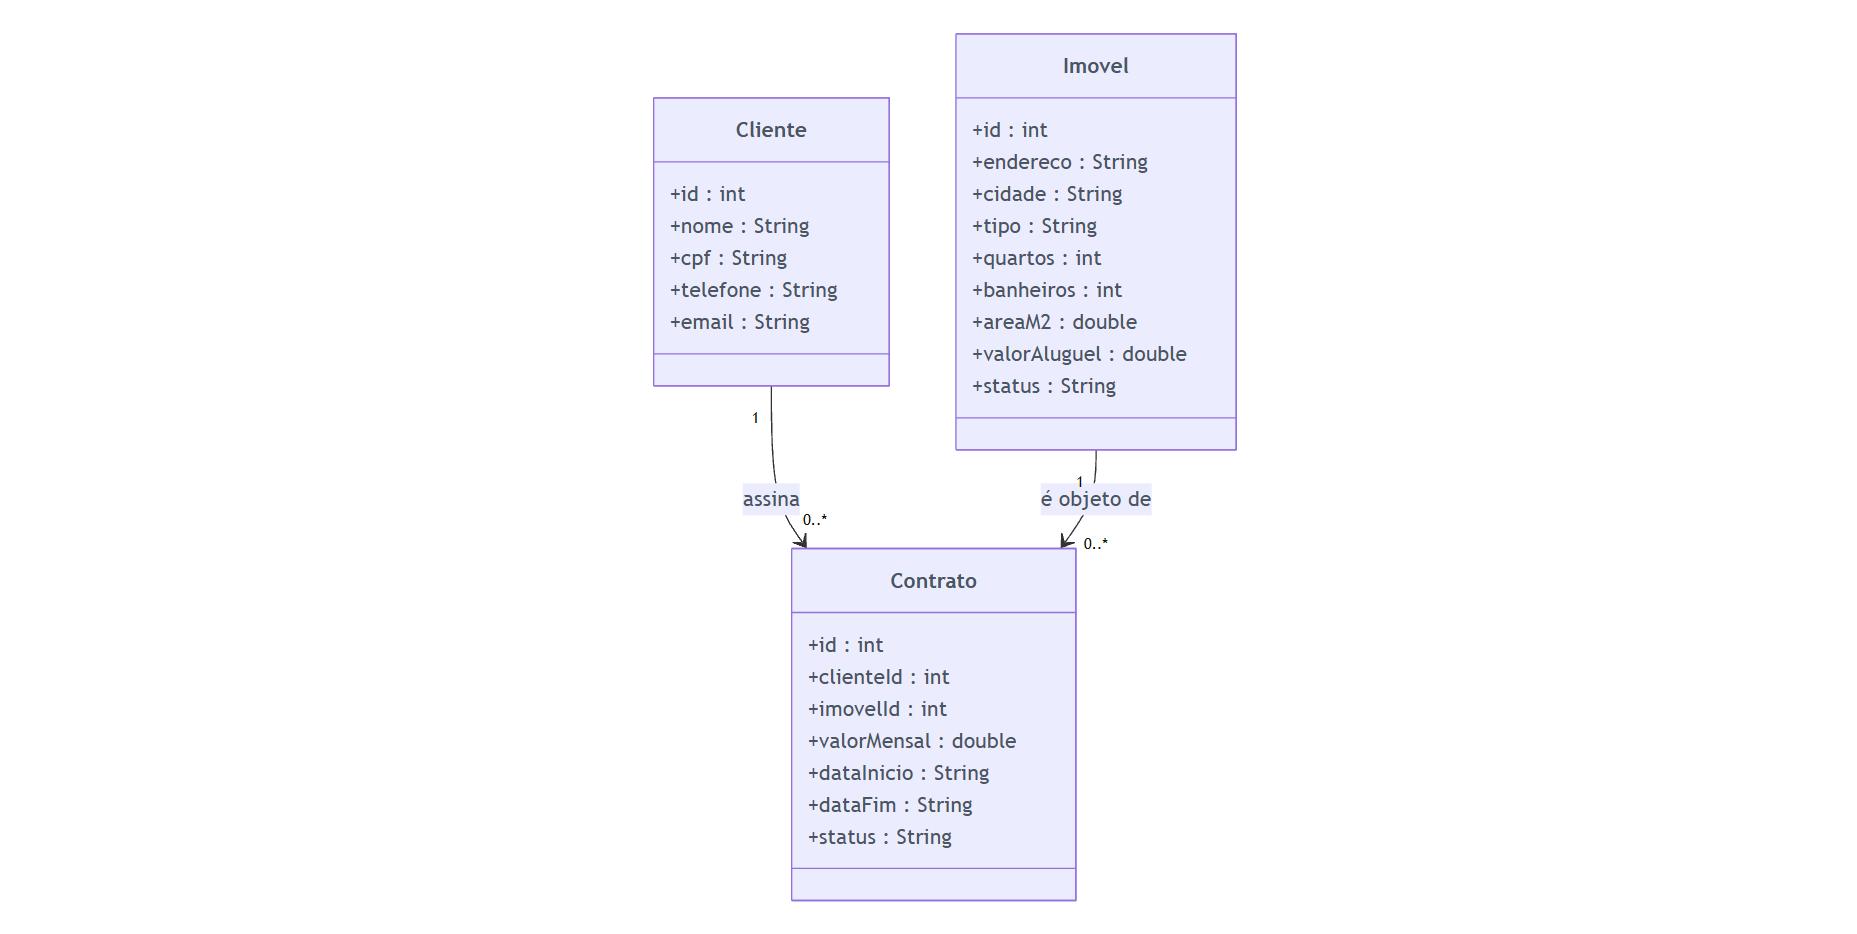 Cliente
+id : int
+nome : String
+cpf : String
+telefone : String
+email : String
Imovel
+id : int
+endereco : String
+cidade : String
+tipo : String
+quartos : int
+banheiros : int
+areaM2 : double
+valorAluguel : double
+status : String
1
assina
0..*
1
é objeto de
0..*
Contrato
+id : int
+clienteId : int
+imovelId : int
+valorMensal : double
+dataInicio : String
+dataFim : String
+status : String